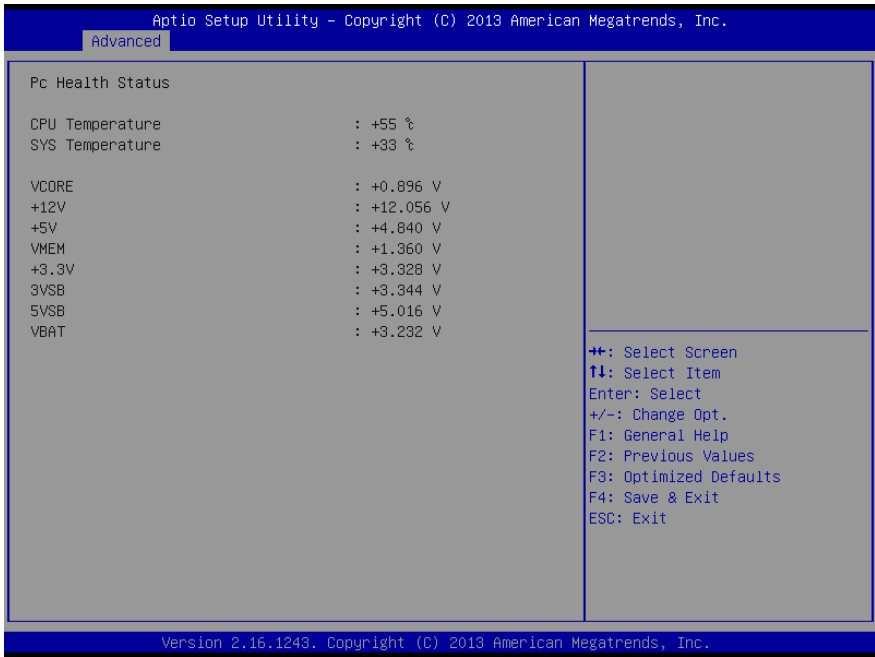 Aptio Setup Utility – Copyright (C) 2013 American Megatrends, Inc.
Advanced
Pc Health Status
CPU Temperature : +55 ℃
SYS Temperature : +33 ℃
VCORE : +0.896 V
+12V : +12.056 V
+5V : +4.840 V
VMEM : +1.360 V
+3.3V : +3.328 V
3VSB : +3.344 V
5VSB : +5.016 V
VBAT : +3.232 V
→←: Select Screen
↑↓: Select Item
Enter: Select
+/-: Change Opt.
F1: General Help
F2: Previous Values
F3: Optimized Defaults
F4: Save & Exit
ESC: Exit
Version 2.16.1243. Copyright (C) 2013 American Megatrends, Inc.